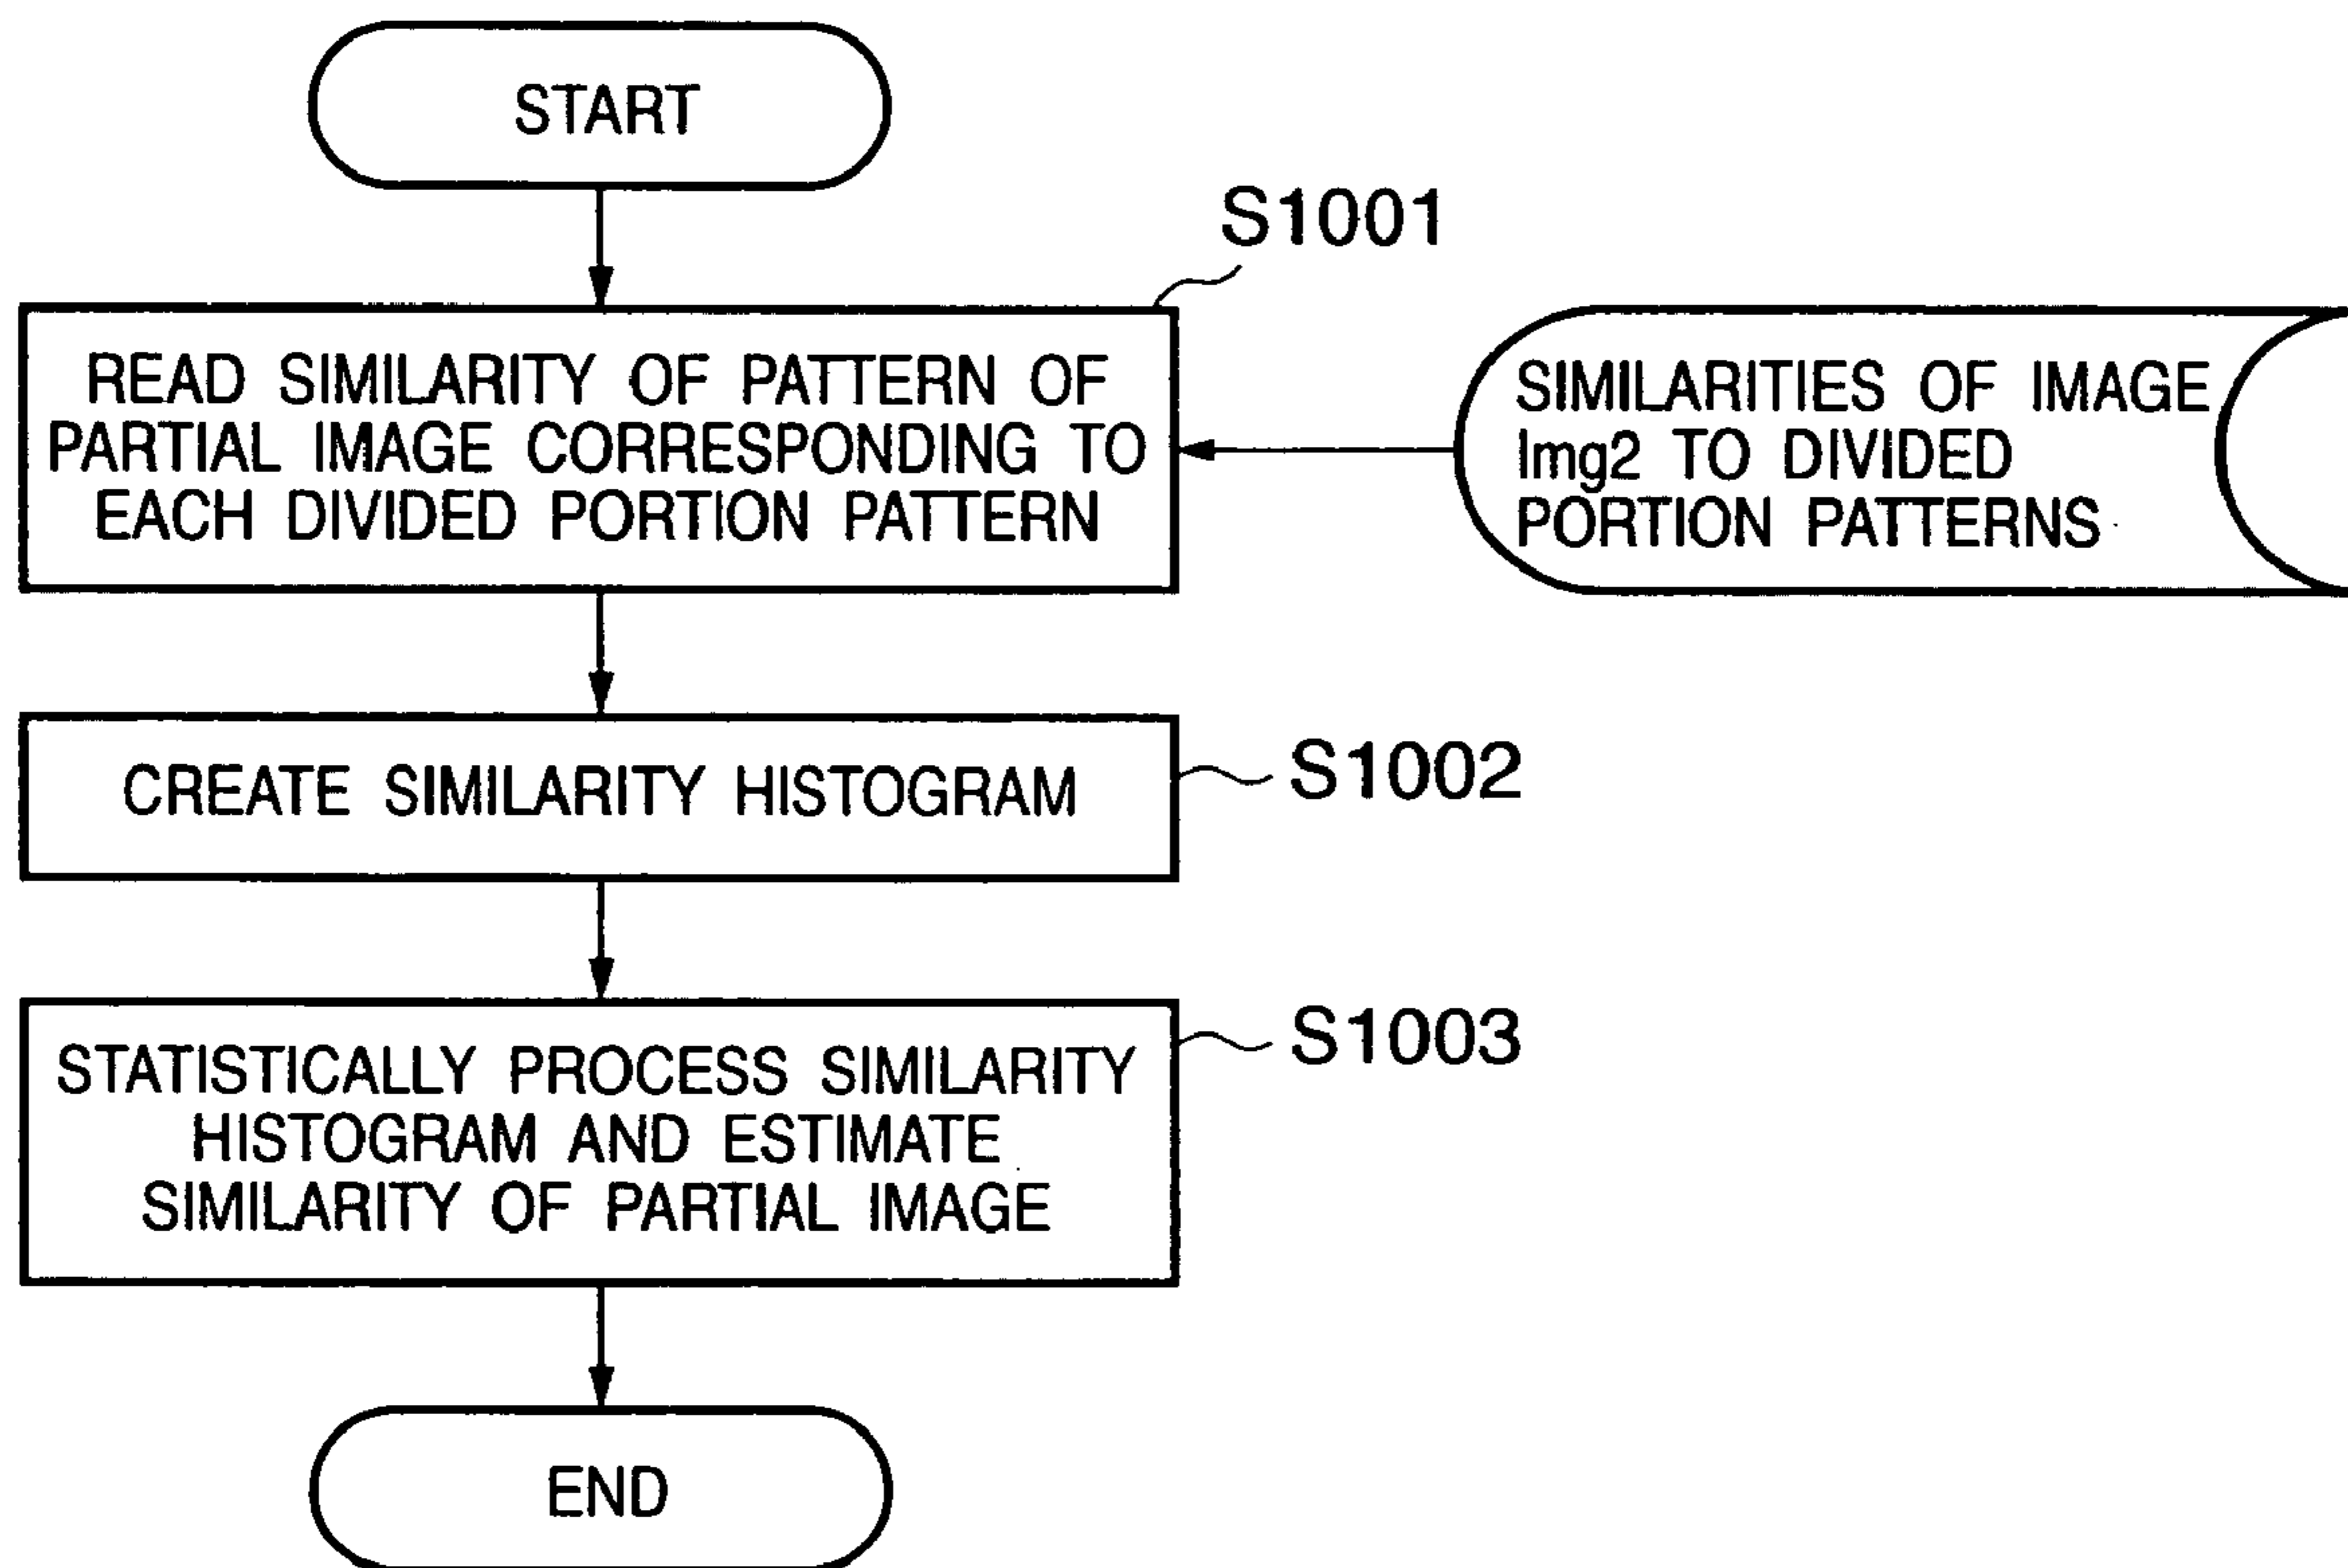 START
S1001
READ SIMILARITY OF PATTERN OF
PARTIAL IMAGE CORRESPONDING TO
EACH DIVIDED PORTION PATTERN
SIMILARITIES OF IMAGE
Img2 TO DIVIDED
PORTION PATTERNS
CREATE SIMILARITY HISTOGRAM
S1002
STATISTICALLY PROCESS SIMILARITY
HISTOGRAM AND ESTIMATE
SIMILARITY OF PARTIAL IMAGE
S1003
END